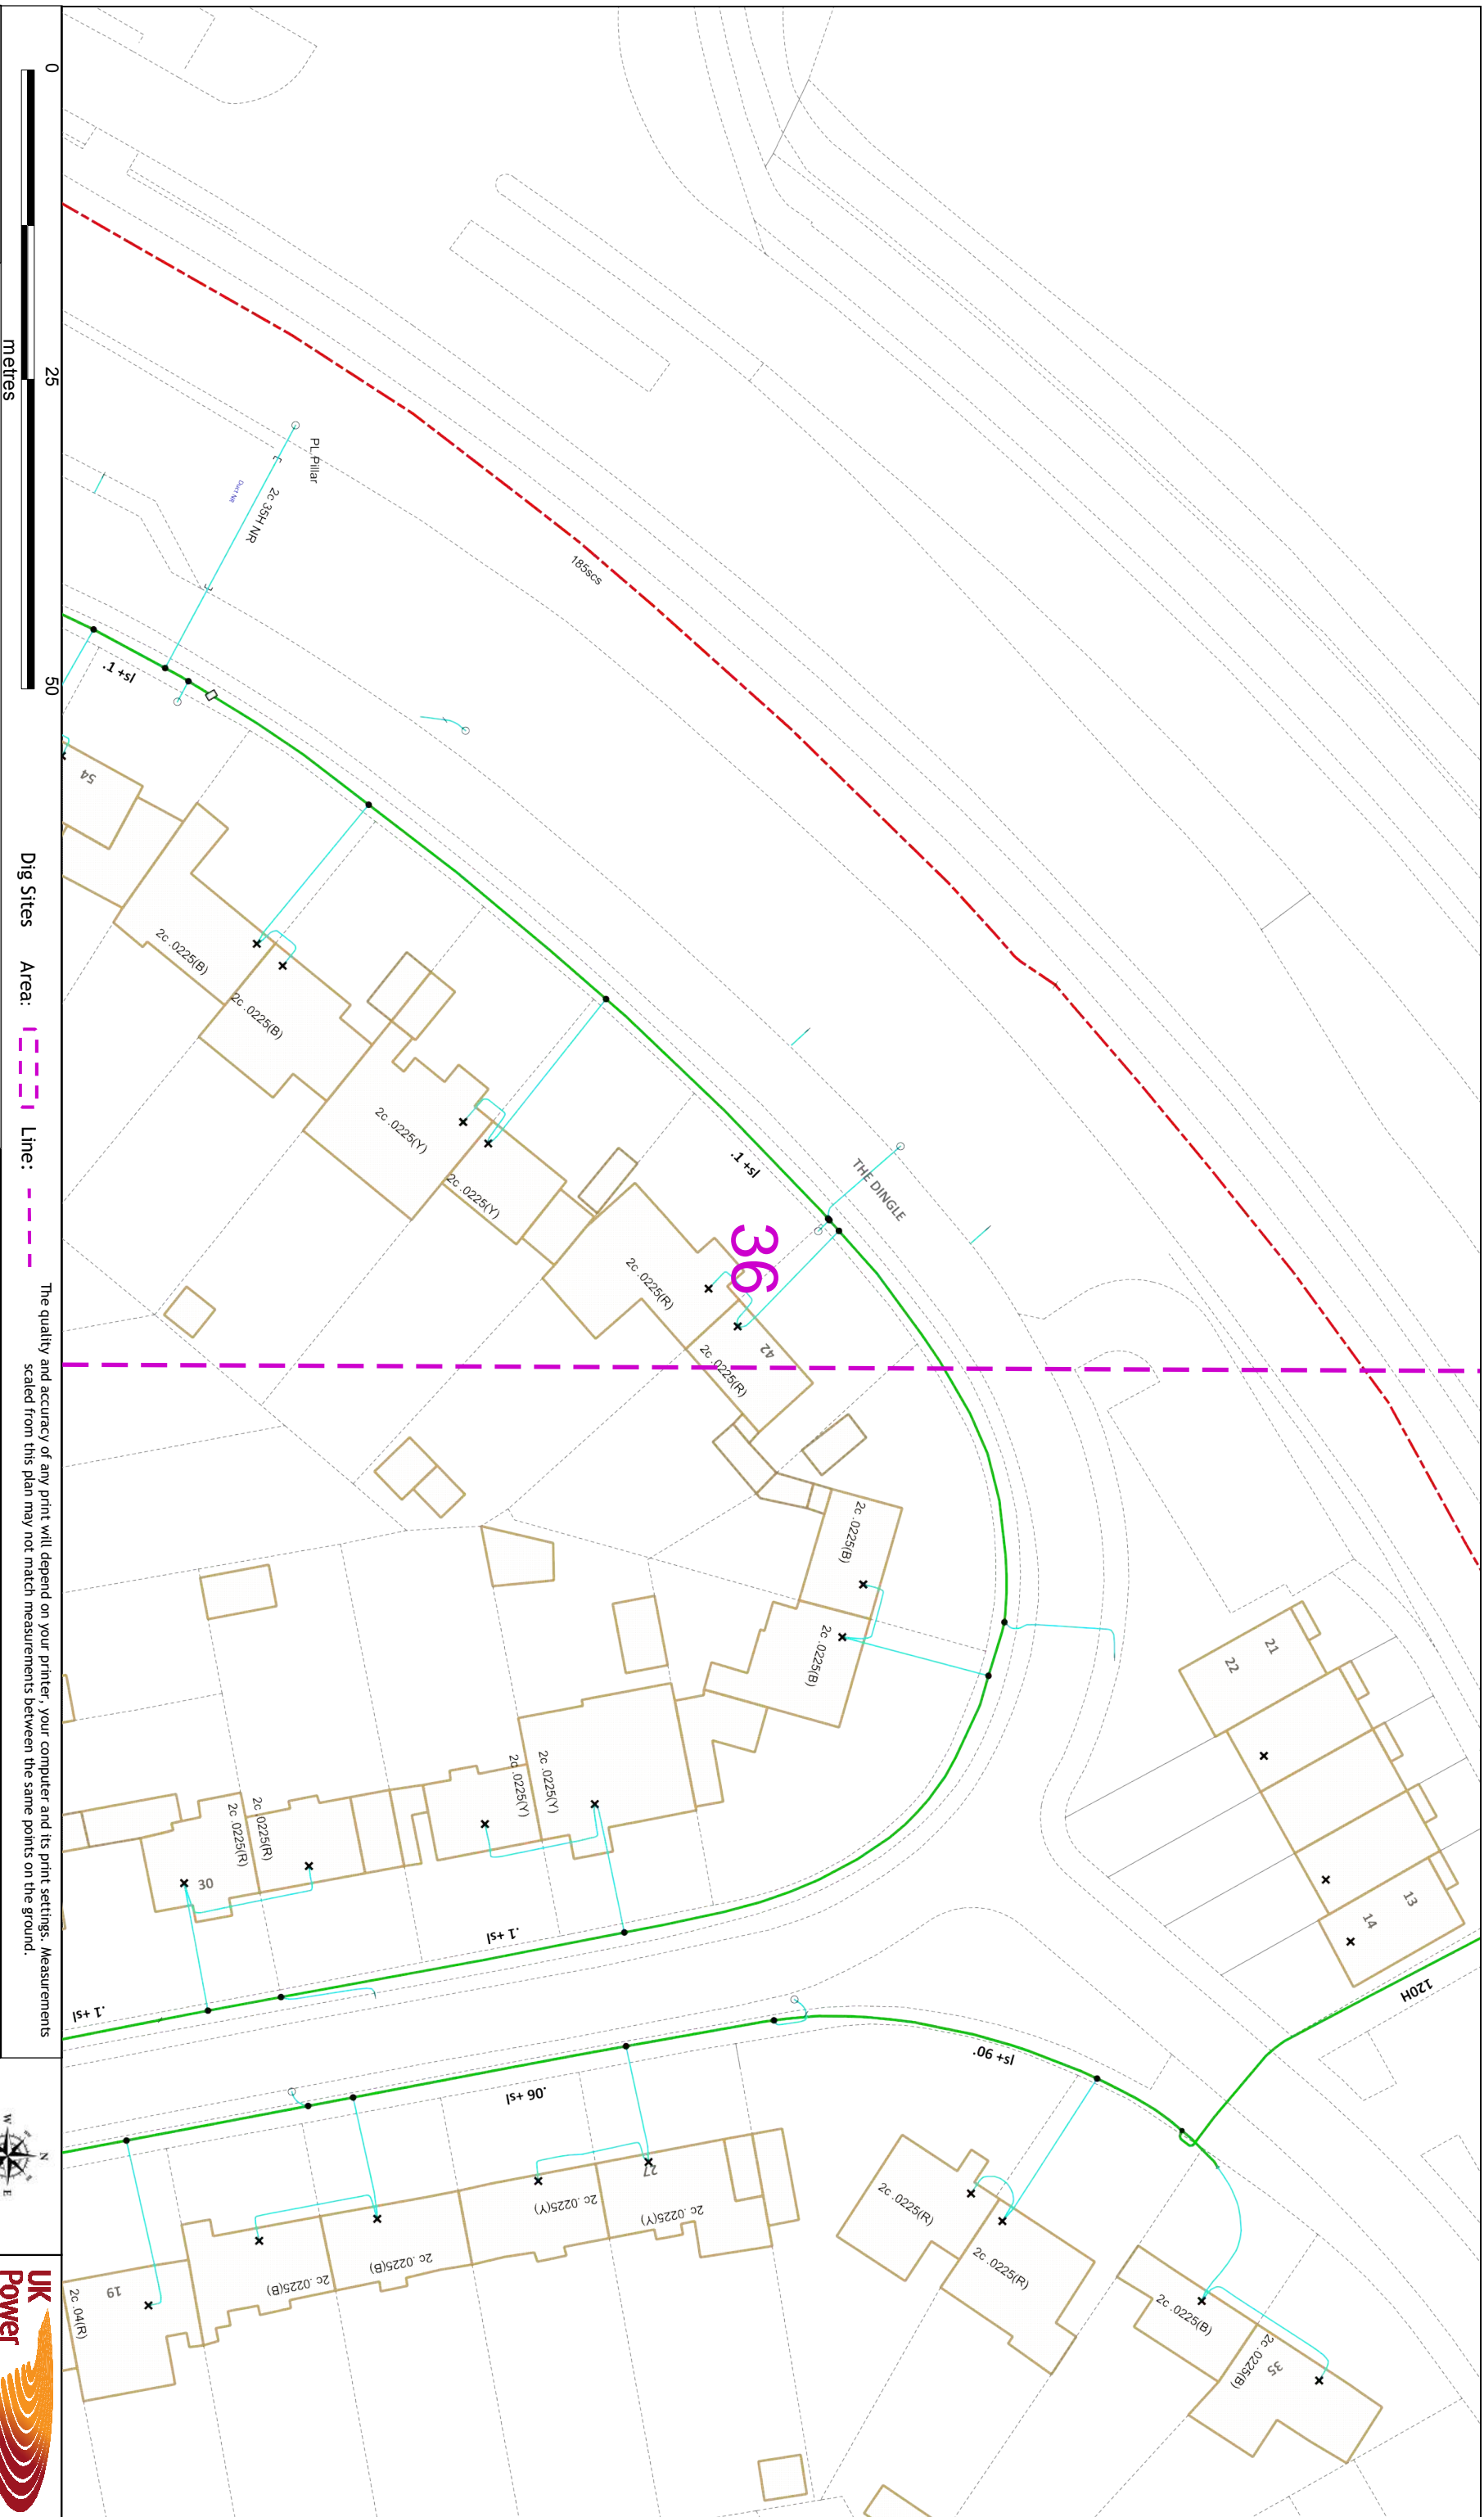 0
25
50
metres
Dig Sites Area: Line:
The quality and accuracy of any print will depend on your printer, your computer and its print settings. Measurements
scaled from this plan may not match measurements between the same points on the ground.
W
N
E
UK
Power
PL Pillar
Duct NR
2c 35H NR
185scs
.1 +sl
54
2c .0225(B)
2c .0225(B)
2c .0225(Y)
2c .0225(Y)
.1 +sl
THE DINGLE
36
2c .0225(R)
42
2c .0225(R)
2c .0225(B)
2c .0225(B)
21
22
13
14
120H
2c .0225(Y)
2c .0225(Y)
2c .0225(R)
2c .0225(R)
30
.1 +sl
.1 +sl
.06 +sl
.06 +sl
27
2c .0225(Y)
2c .0225(Y)
2c .0225(B)
2c .0225(B)
19
2c .04(R)
2c .0225(R)
2c .0225(R)
2c .0225(B)
2c .0225(B)
35